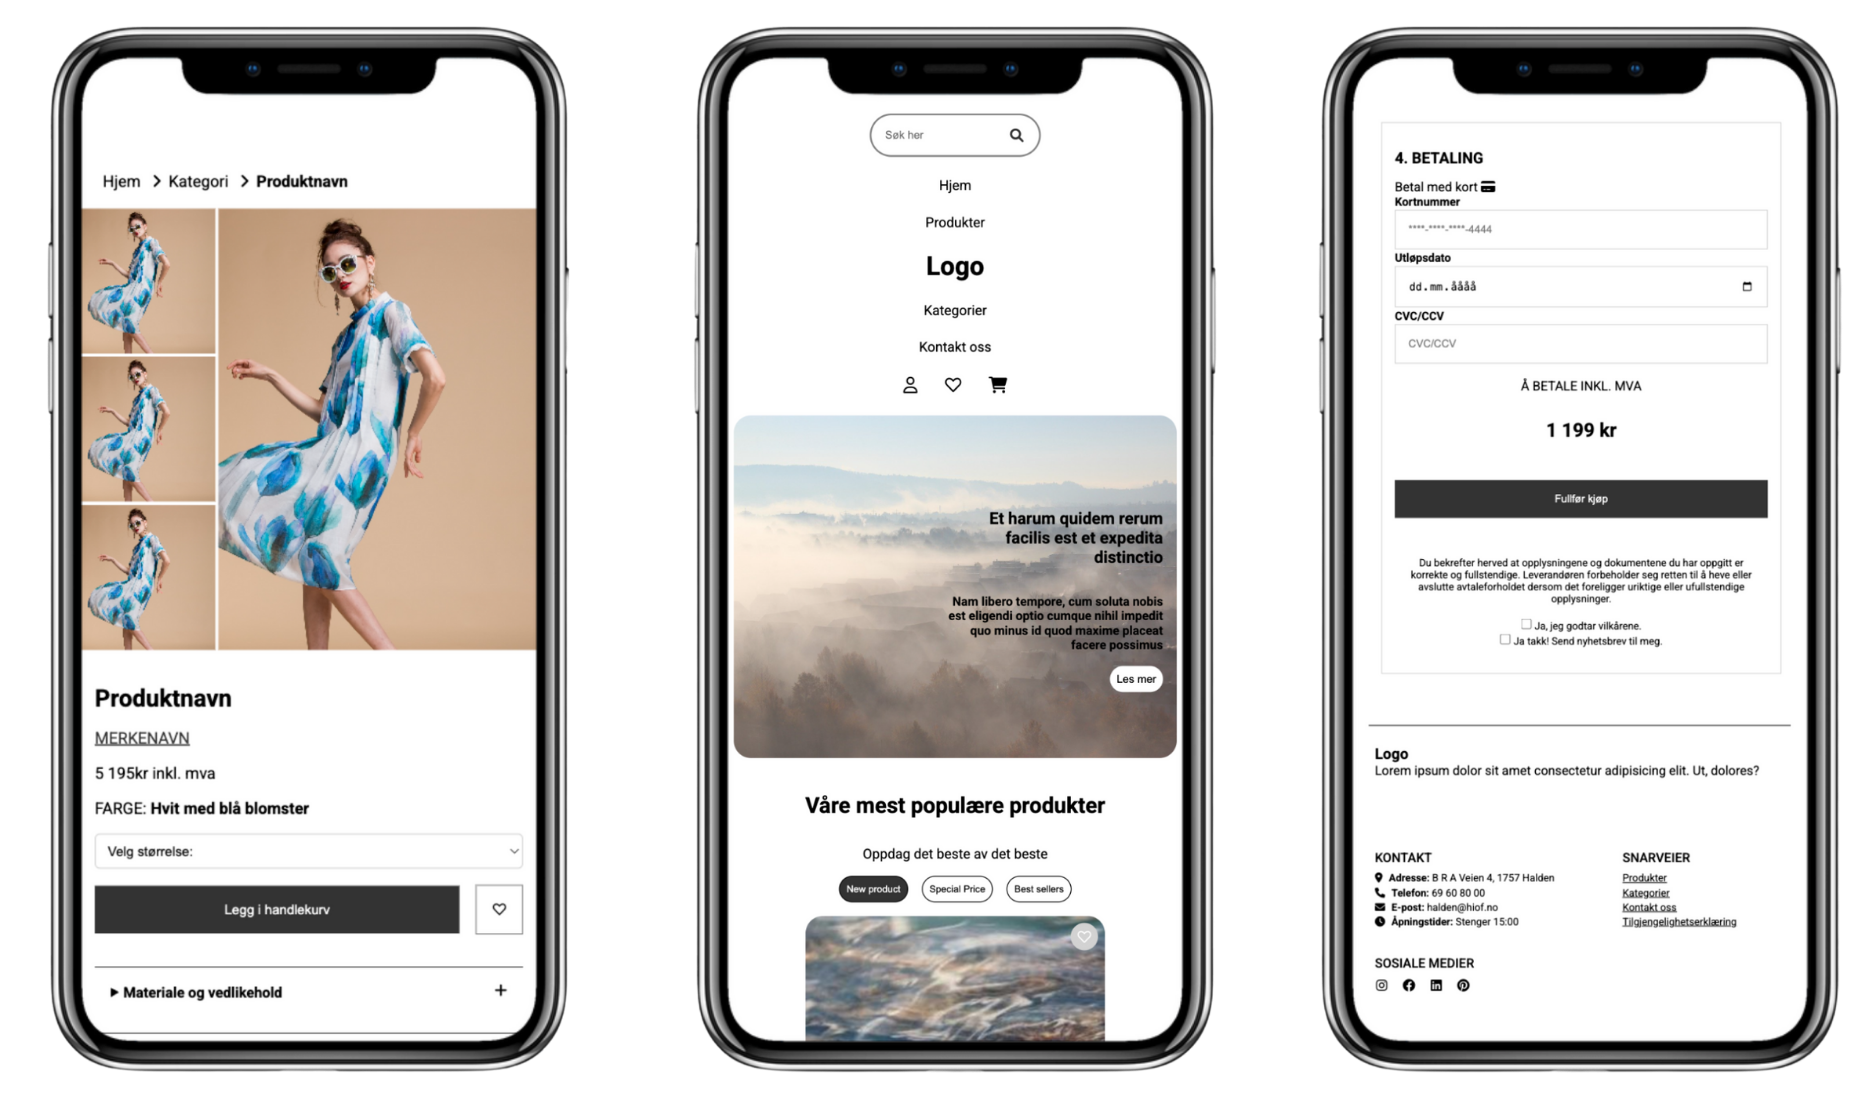 Hjem > Kategori > Produktnavn
Produktnavn
MERKENAVN
5 195kr inkl. mva
FARGE: Hvit med blå blomster
Velg størrelse:
Legg i handlekurv
Materiale og vedlikehold +
Søk her
Hjem
Produkter
Logo
Kategorier
Kontakt oss
Et harum quidem rerum
facilis est et expedita
distinctio
Nam libero tempore, cum soluta nobis
est eligendi optio cumque nihil impedit
quo minus id quod maxime placeat
facere possimus
Les mer
Våre mest populære produkter
Oppdag det beste av det beste
New product
Special Price
Best sellers
4. BETALING
Betal med kort
Kortnummer
****-****-****-4444
Utløpsdato
dd.mm.åååå
CVC/CCV
CVC/CCV
Å BETALE INKL. MVA
1 199 kr
Fullfør kjøp
Du bekrefter herved at opplysningene og dokumentene du har oppgitt er
korrekte og fullstendige. Leverandøren forbeholder seg retten til å heve eller
avslutte avtaleforholdet dersom det foreligger uriktige eller ufullstendige
opplysninger.
Ja, jeg godtar vilkårene.
Ja takk! Send nyhetsbrev til meg.
Logo
Lorem ipsum dolor sit amet consectetur adipisicing elit. Ut, dolores?
KONTAKT
Adresse: B R A Veien 4, 1757 Halden
Telefon: 69 60 80 00
E-post: halden@hiof.no
Åpningstider: Stenger 15:00
SNARVEIER
Produkter
Kategorier
Kontakt oss
Tilgjengelighetserklæring
SOSIALE MEDIER